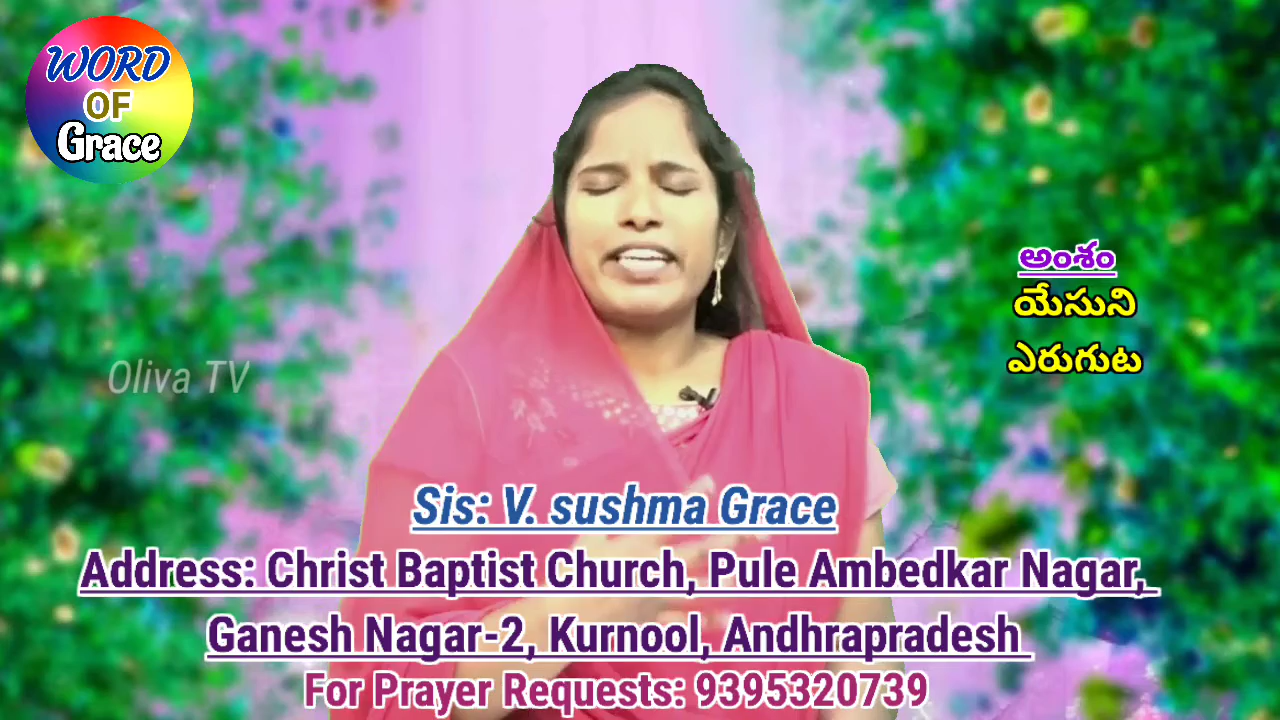 WORD
OF
Grace
అంశం
యేసుని
ఎరుగుట
Oliva TV
Sis: V. sushma Grace
Address: Christ Baptist Church, Pule Ambedkar Nagar,
Ganesh Nagar-2, Kurnool, Andhrapradesh
For Prayer Requests: 9395320739